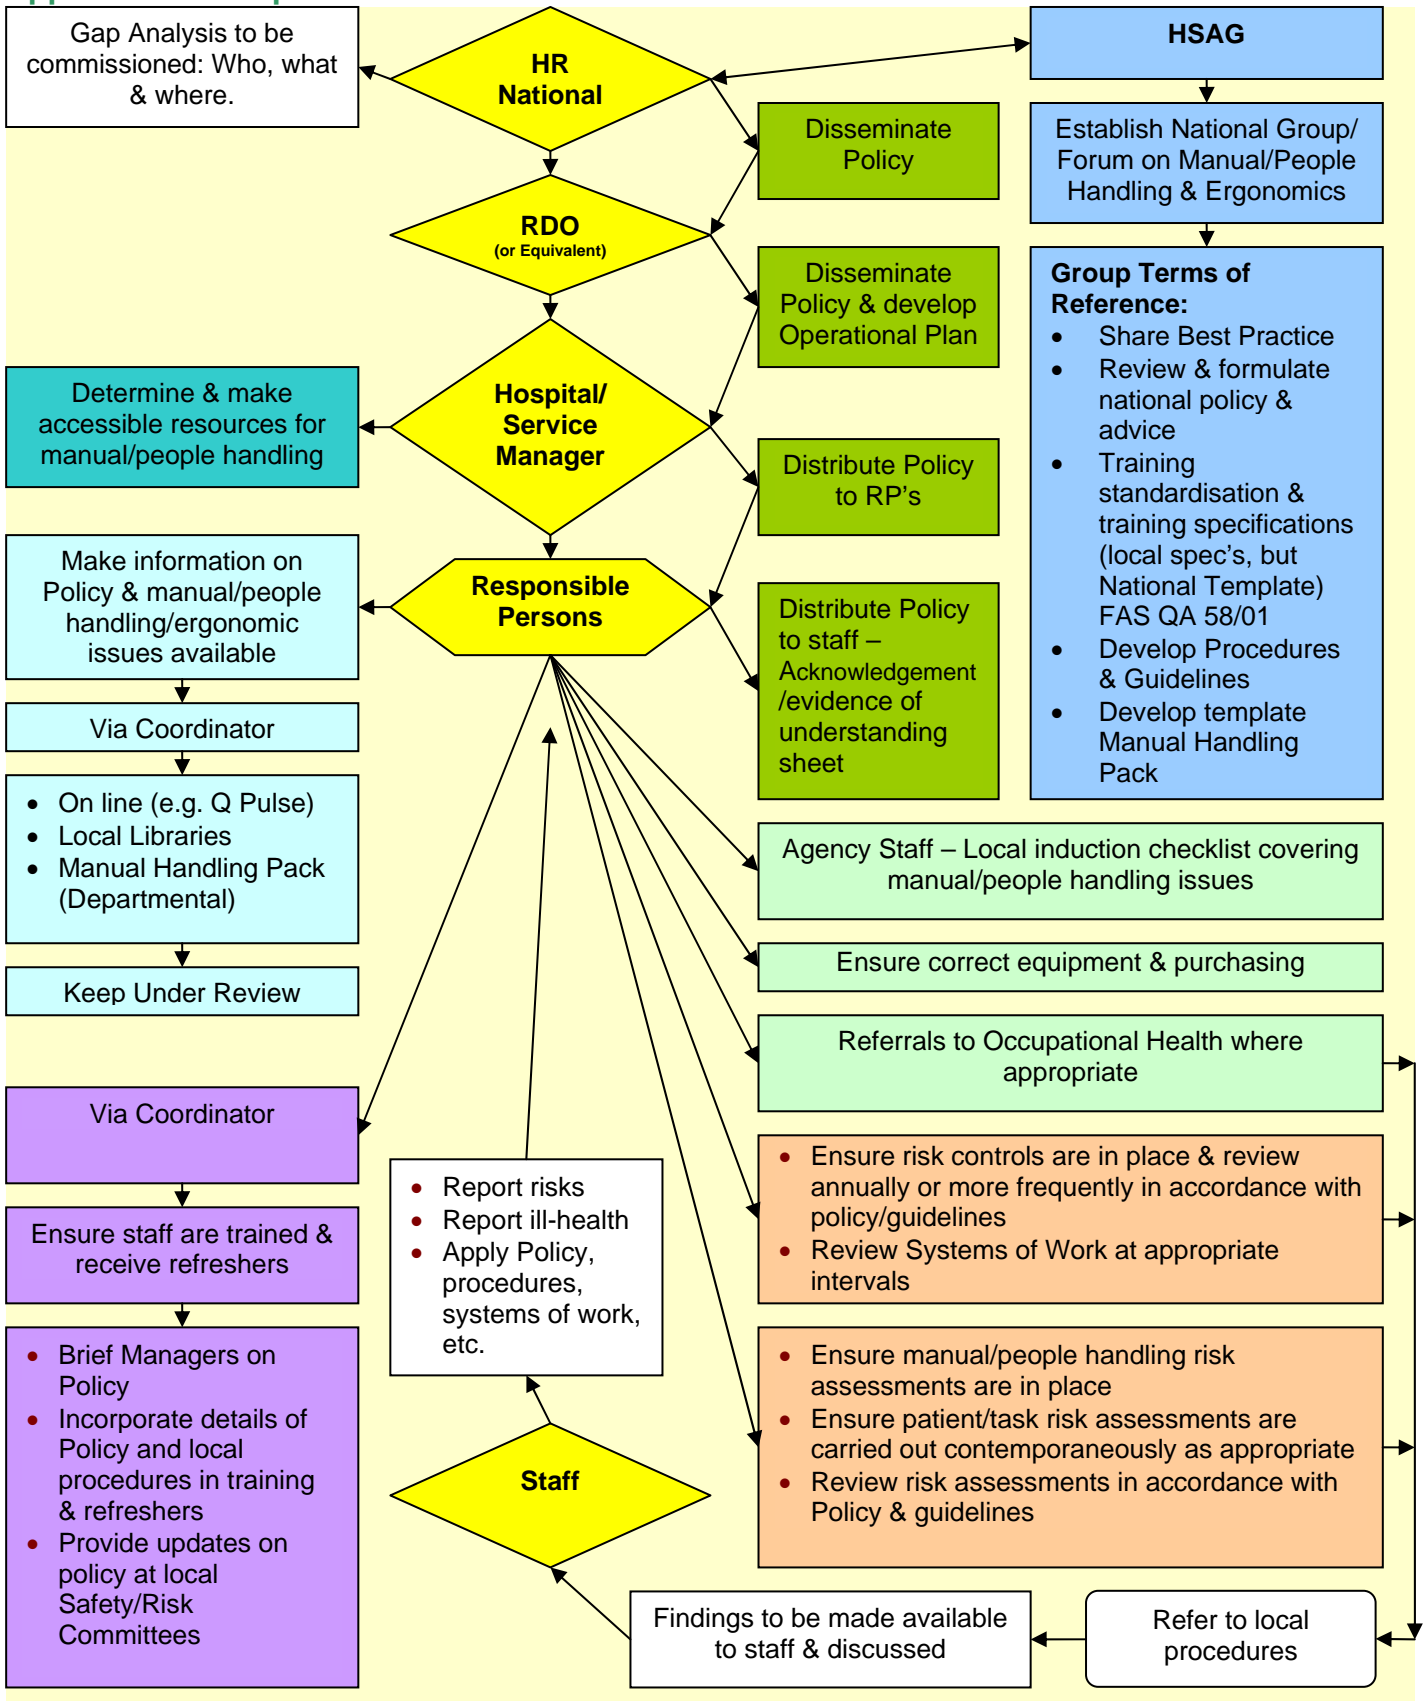 Gap Analysis to be
commissioned: Who, what
& where.
HR
National
HSAG
Disseminate
Policy
Establish National Group/
Forum on Manual/People
Handling & Ergonomics
RDO
(or Equivalent)
Disseminate
Policy & develop
Operational Plan
Group Terms of
Reference:
• Share Best Practice
• Review & formulate
national policy &
advice
• Training
standardisation &
training specifications
(local spec's, but
National Template)
FAS QA 58/01
• Develop Procedures
& Guidelines
• Develop template
Manual Handling
Pack
Determine & make
accessible resources for
manual/people handling
Hospital/
Service
Manager
Distribute Policy
to RP's
Make information on
Policy & manual/people
handling/ergonomic
issues available
Responsible
Persons
Distribute Policy
to staff –
Acknowledgement
/evidence of
understanding
sheet
Via Coordinator
• On line (e.g. Q Pulse)
• Local Libraries
• Manual Handling Pack
(Departmental)
Keep Under Review
Agency Staff – Local induction checklist covering
manual/people handling issues
Ensure correct equipment & purchasing
Referrals to Occupational Health where
appropriate
Via Coordinator
Ensure staff are trained &
receive refreshers
• Brief Managers on
Policy
• Incorporate details of
Policy and local
procedures in training
& refreshers
• Provide updates on
policy at local
Safety/Risk
Committees
• Report risks
• Report ill-health
• Apply Policy,
procedures,
systems of work,
etc.
• Ensure risk controls are in place & review
annually or more frequently in accordance with
policy/guidelines
• Review Systems of Work at appropriate
intervals
• Ensure manual/people handling risk
assessments are in place
• Ensure patient/task risk assessments are
carried out contemporaneously as appropriate
• Review risk assessments in accordance with
Policy & guidelines
Staff
Findings to be made available
to staff & discussed
Refer to local
procedures